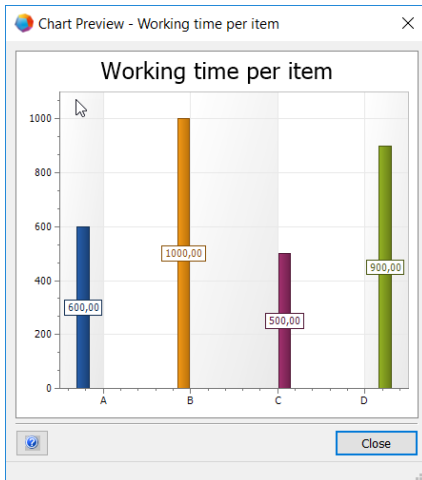 Chart Preview - Working time per item
Working time per item
1000
800
600
400
200
0
600,00
1000,00
500,00
900,00
A B C D
Close